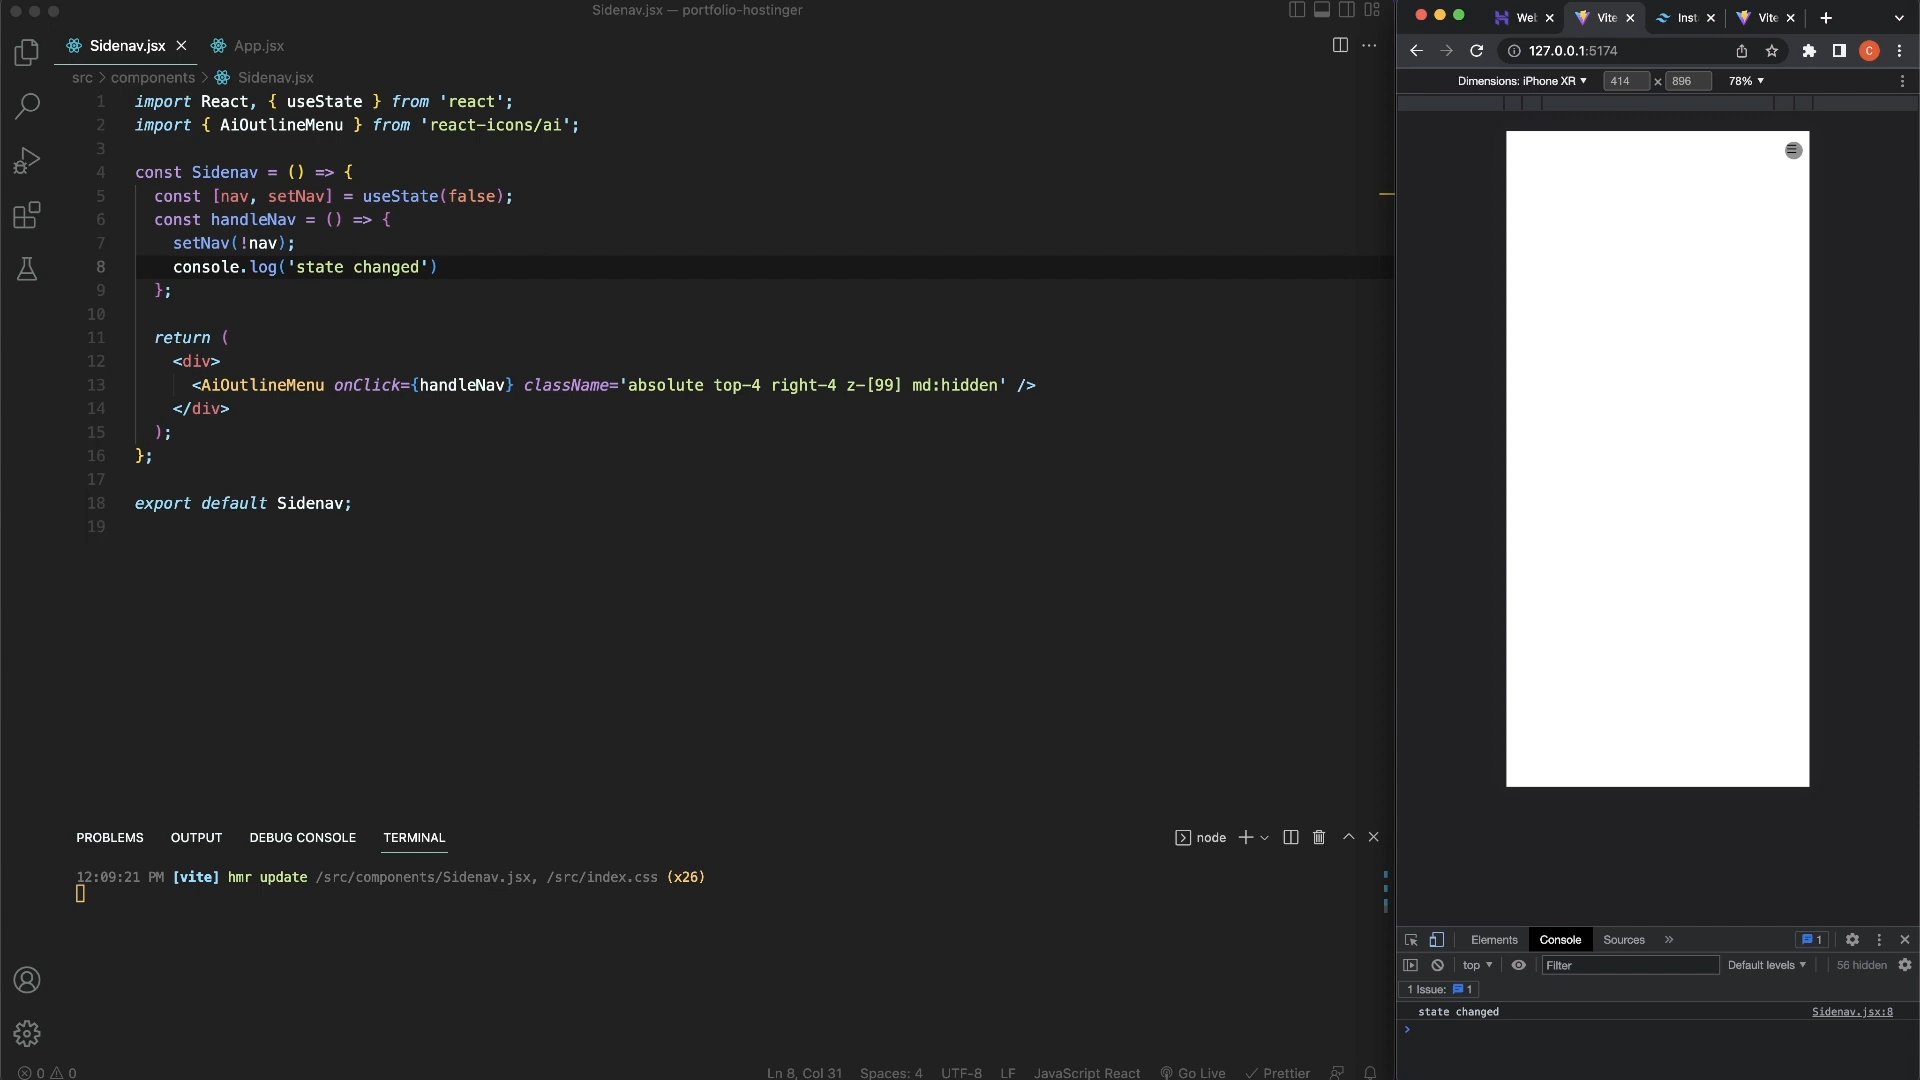 Sidenav.jsx — portfolio-hostinger
Sidenav.jsx
App.jsx
src > components > Sidenav.jsx
1 import React, { useState } from 'react';
2 import { AiOutlineMenu } from 'react-icons/ai';
3
4 const Sidenav = () => {
5 const [nav, setNav] = useState(false);
6 const handleNav = () => {
7 setNav(!nav);
8 console.log('state changed')
9 };
10
11 return (
12 <div>
13 <AiOutlineMenu onClick={handleNav} className='absolute top-4 right-4 z-[99] md:hidden' />
14 </div>
15 );
16 };
17
18 export default Sidenav;
19
PROBLEMS OUTPUT DEBUG CONSOLE TERMINAL
node
12:09:21 PM [vite] hmr update /src/components/Sidenav.jsx, /src/index.css (x26)
0 0
Ln 8, Col 31 Spaces: 4 UTF-8 LF JavaScript React Go Live Prettier
Web Vite Inst Vite
127.0.0.1:5174
C
Dimensions: iPhone XR 414 x 896 78%
Elements Console Sources » 1
top Filter Default levels 56 hidden
1 Issue: 1
state changed Sidenav.jsx:8